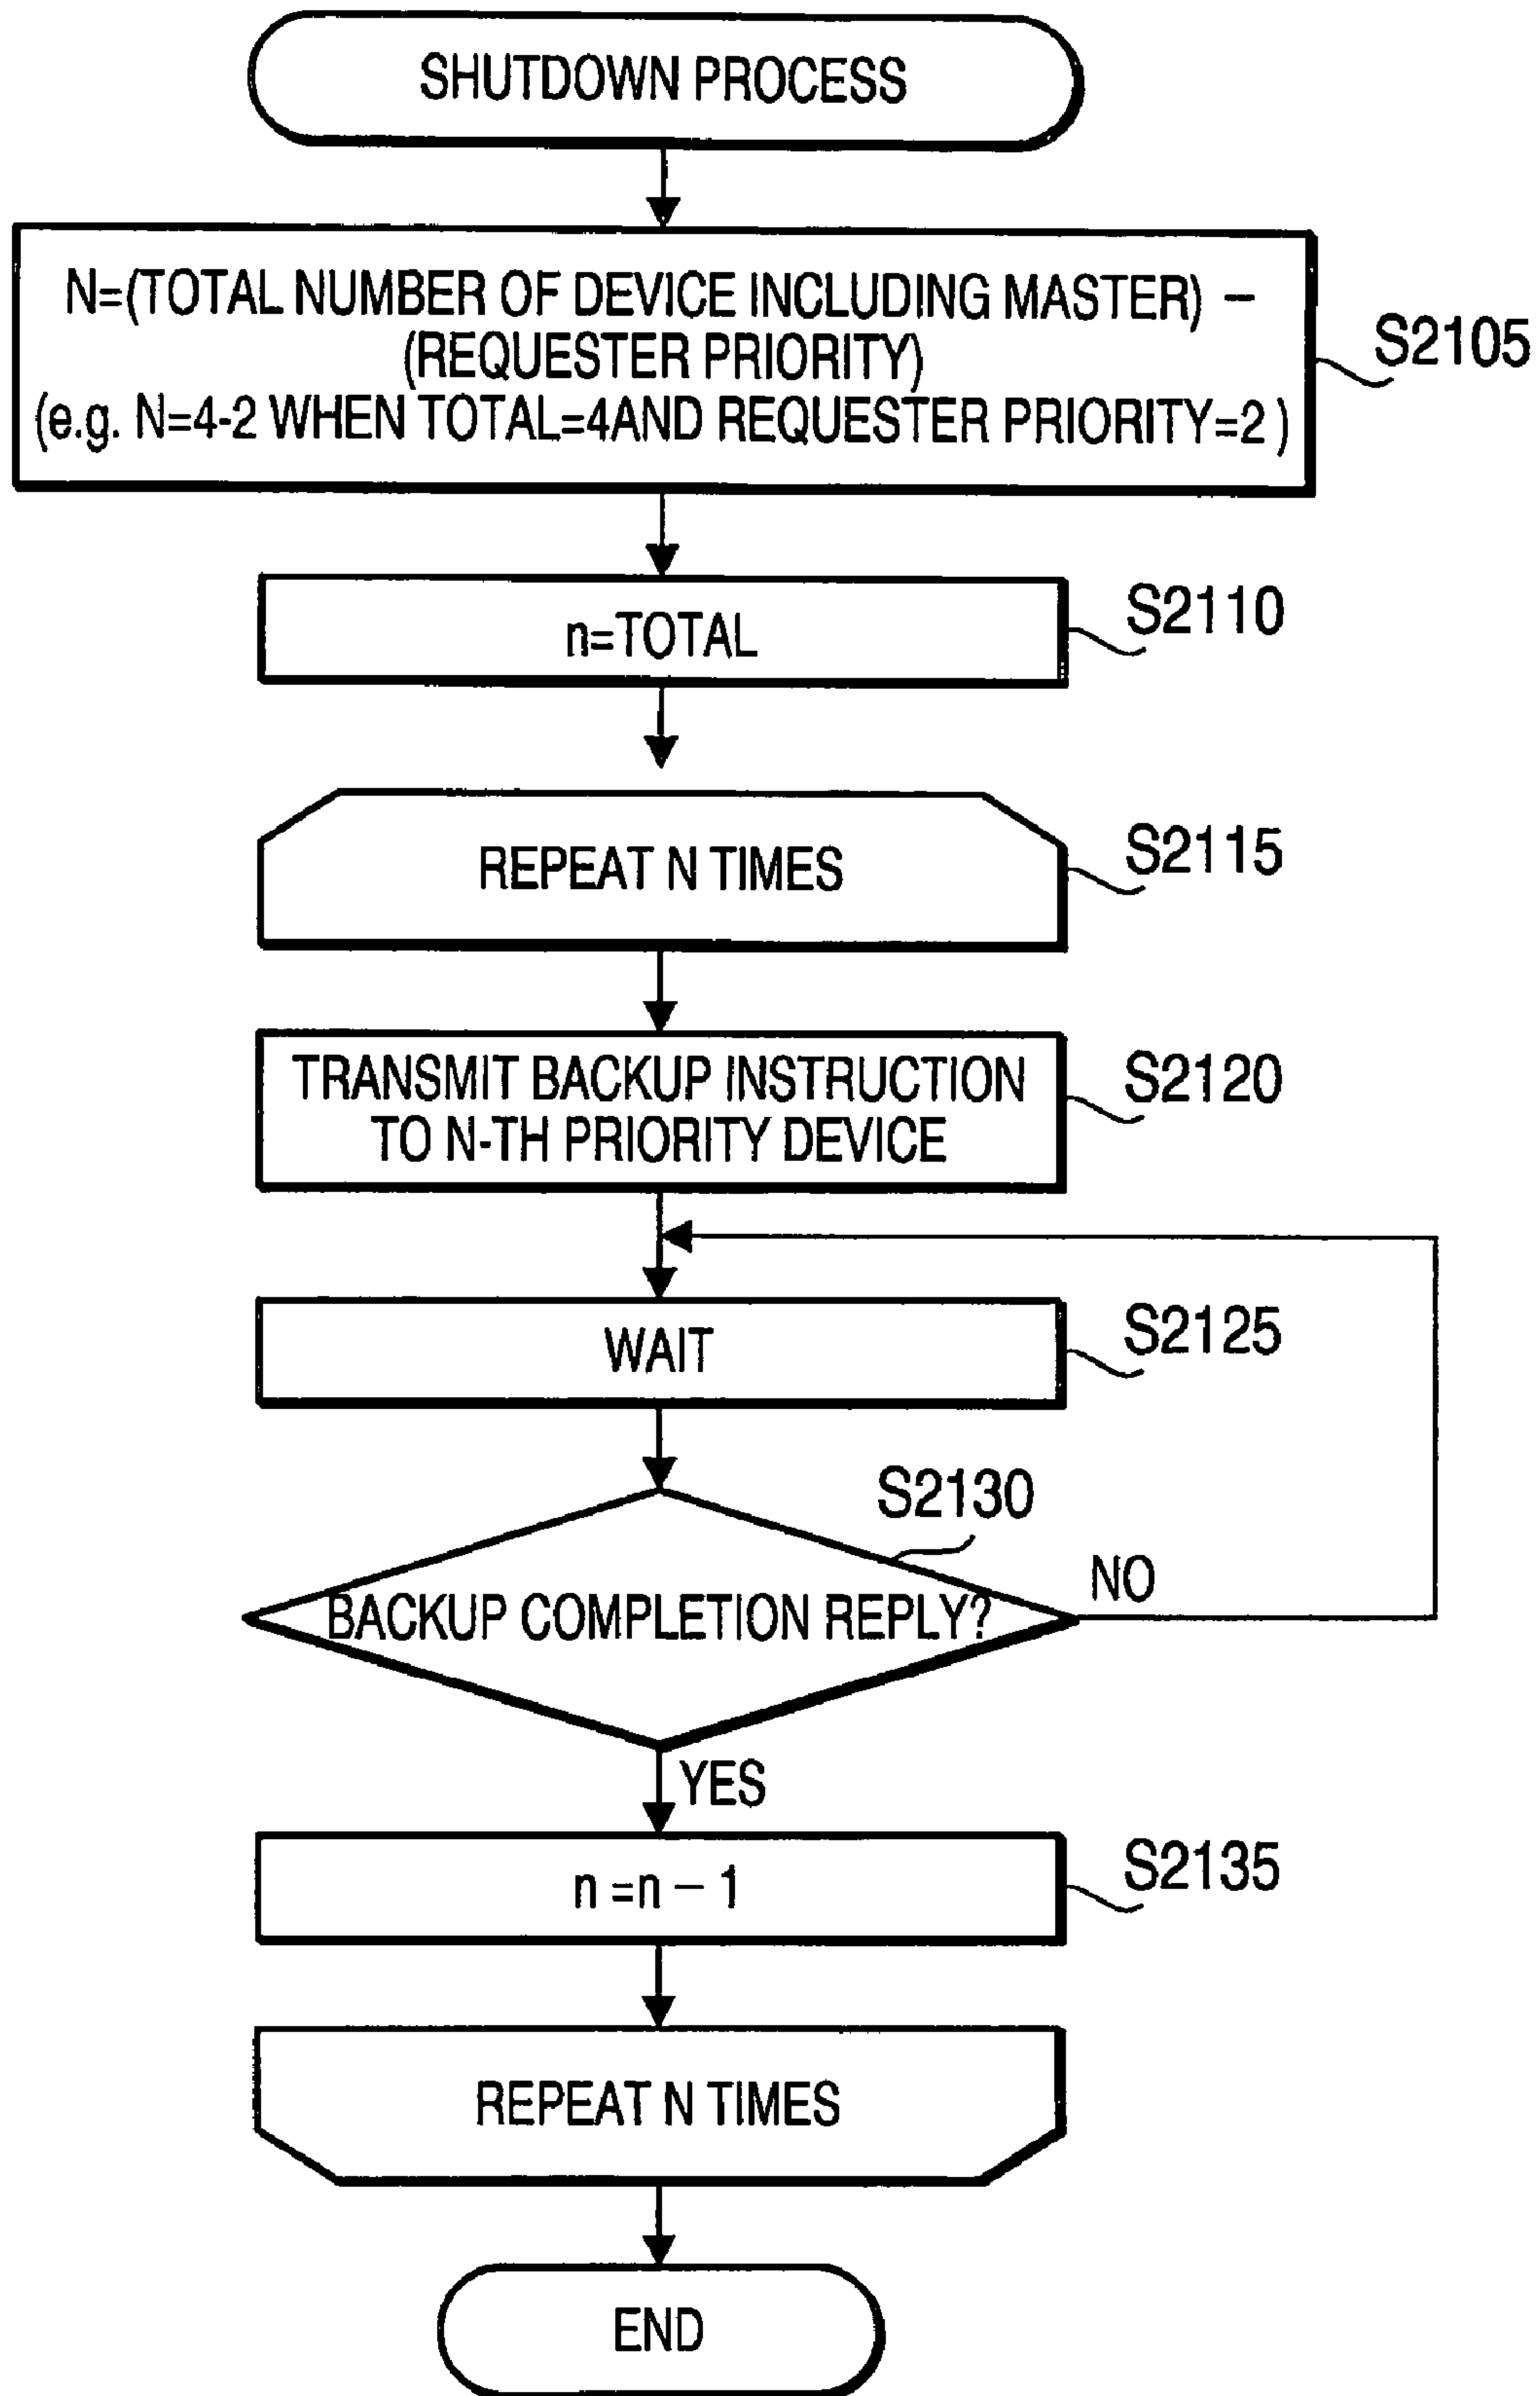 SHUTDOWN PROCESS
N=(TOTAL NUMBER OF DEVICE INCLUDING MASTER) –
(REQUESTER PRIORITY)
(e.g. N=4-2 WHEN TOTAL=4AND REQUESTER PRIORITY=2 )
S2105
n=TOTAL
S2110
REPEAT N TIMES
S2115
TRANSMIT BACKUP INSTRUCTION
TO N-TH PRIORITY DEVICE
S2120
WAIT
S2125
S2130
BACKUP COMPLETION REPLY?
NO
YES
n =n – 1
S2135
REPEAT N TIMES
END